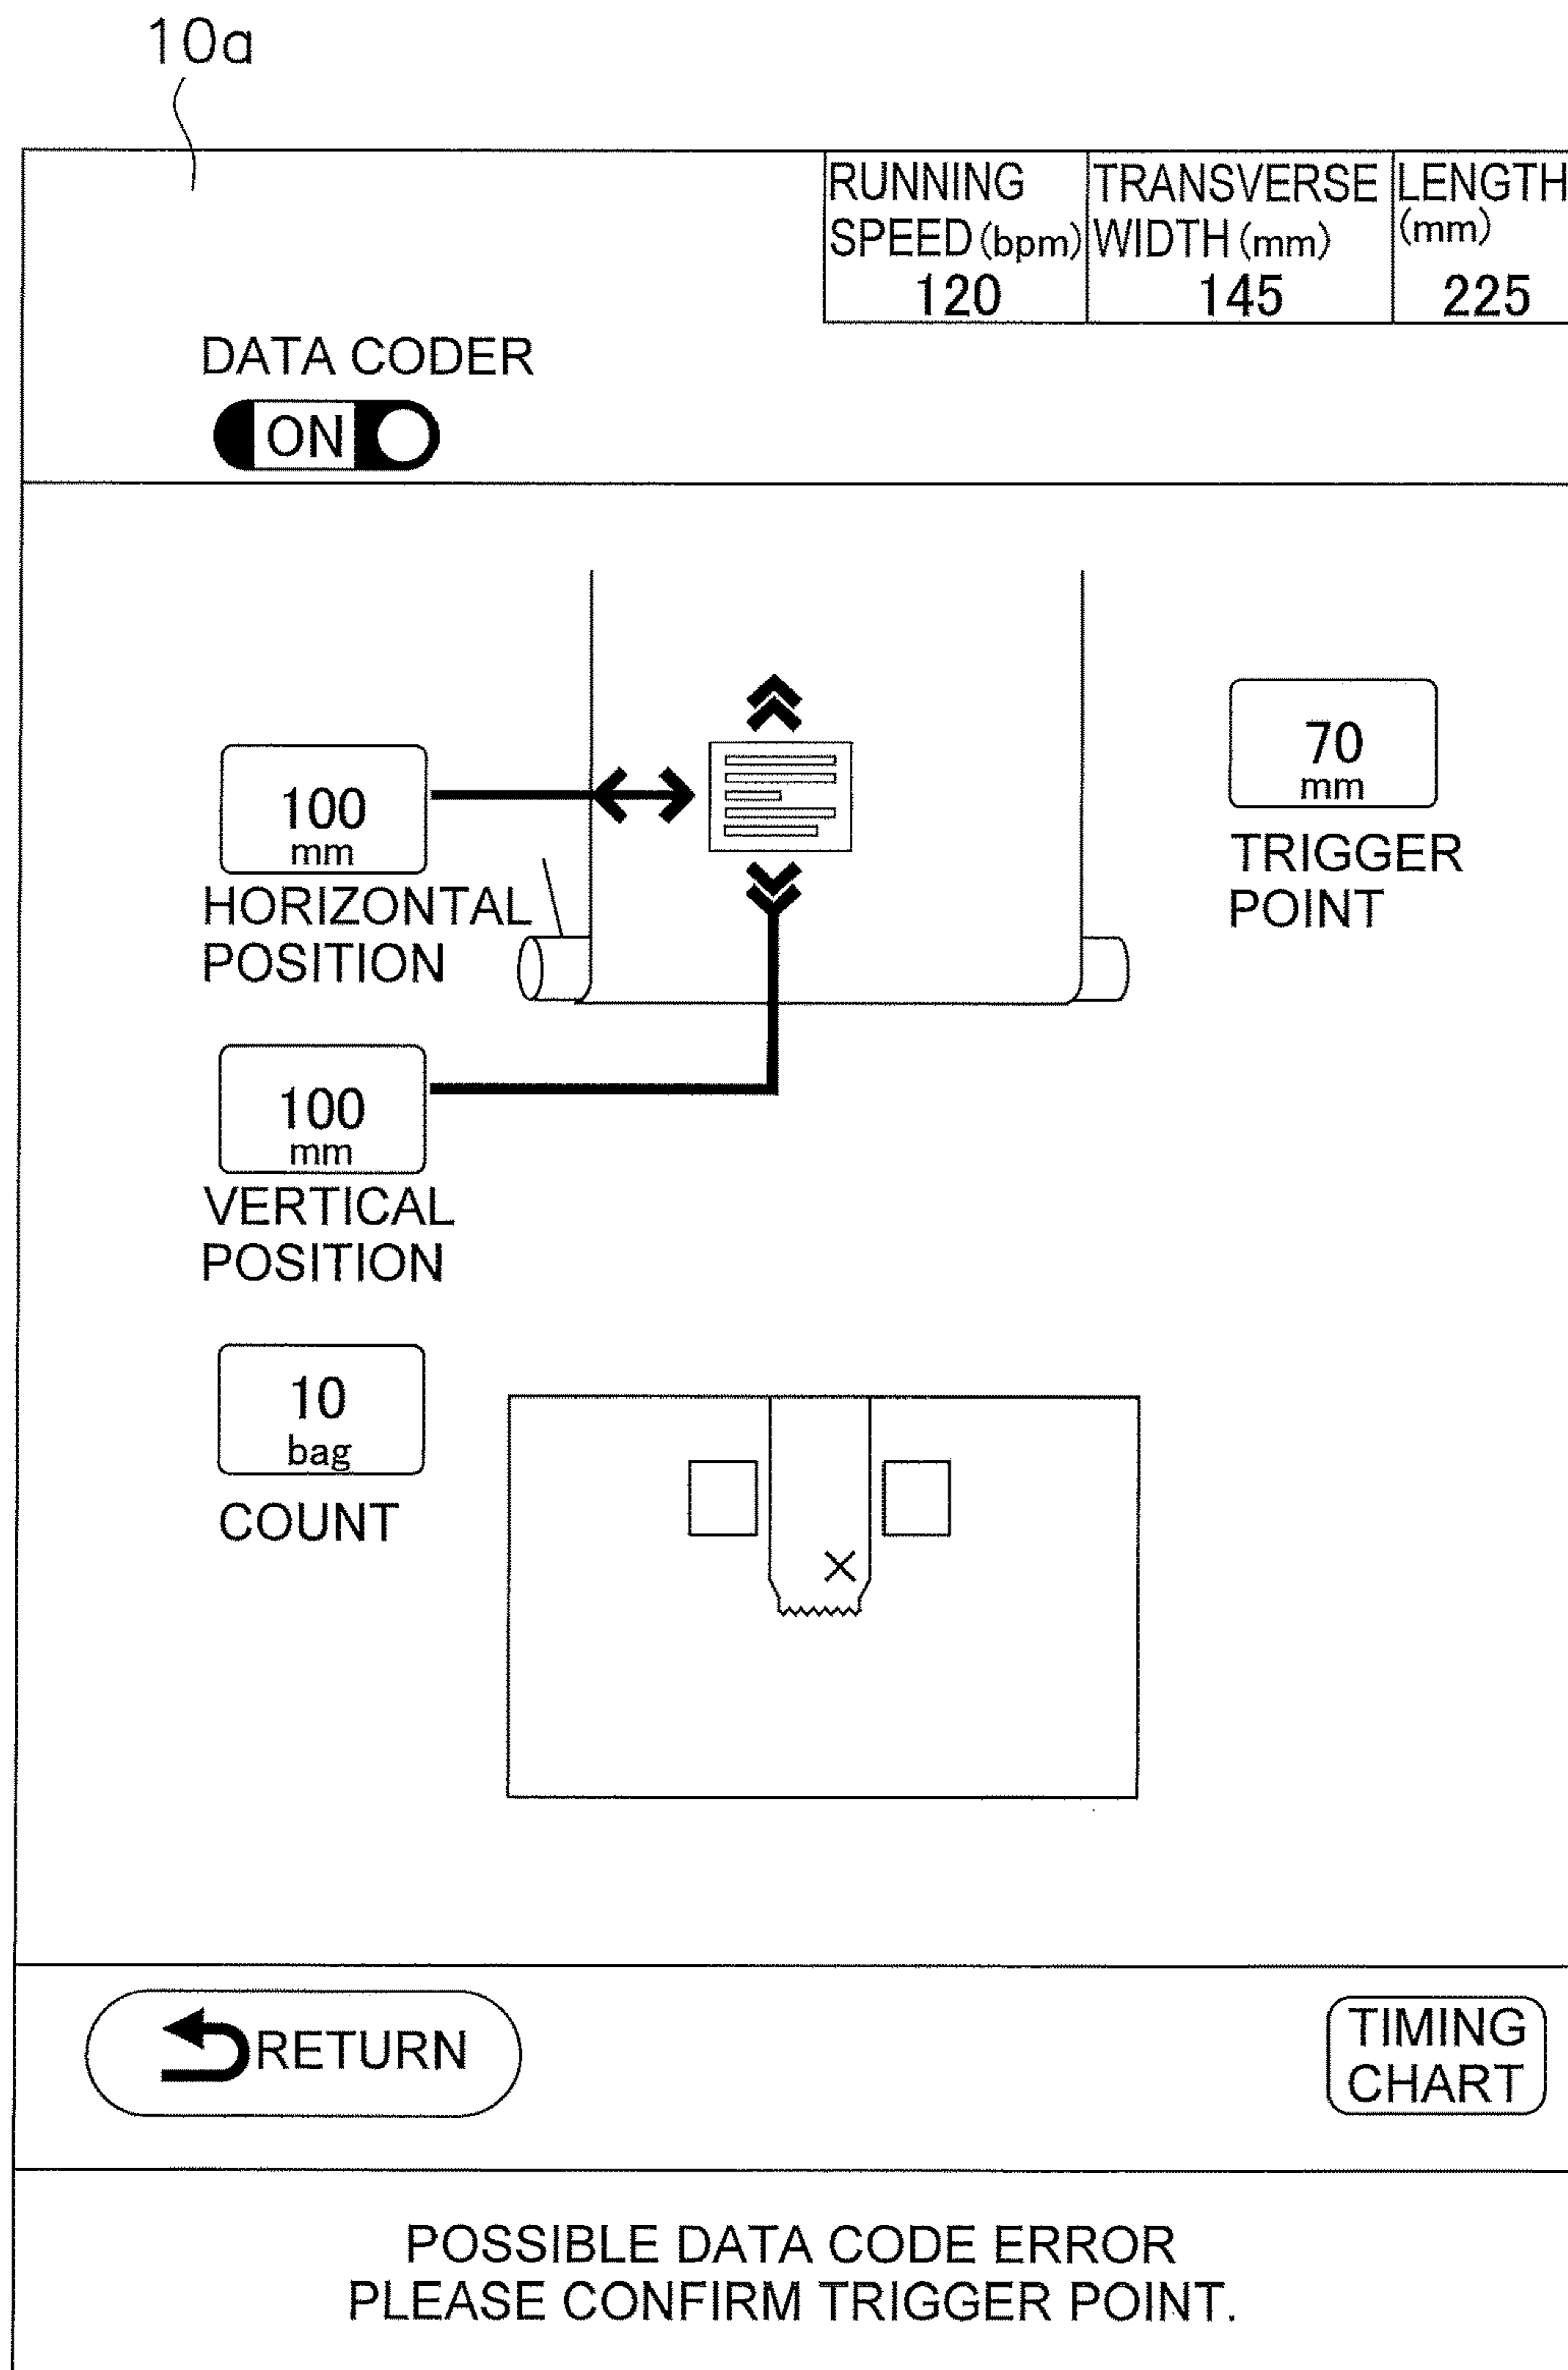 10a
RUNNING
SPEED (bpm)
120
TRANSVERSE
WIDTH (mm)
145
LENGTH
(mm)
225
DATA CODER
ON
100
mm
HORIZONTAL
POSITION
70
mm
TRIGGER
POINT
100
mm
VERTICAL
POSITION
10
bag
COUNT
RETURN
TIMING
CHART
POSSIBLE DATA CODE ERROR
PLEASE CONFIRM TRIGGER POINT.